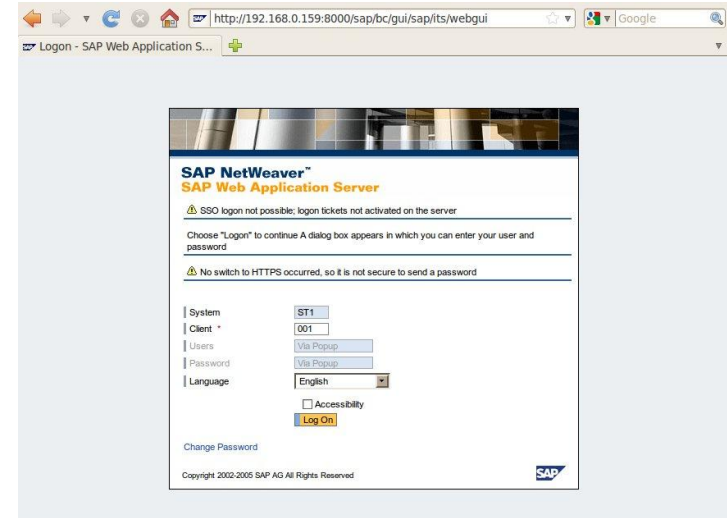 http://192.168.0.159:8000/sap/bc/gui/sap/its/webgui
Google
Logon - SAP Web Application S...
SAP NetWeaver™
SAP Web Application Server
SSO logon not possible; logon tickets not activated on the server
Choose "Logon" to continue A dialog box appears in which you can enter your user and
password
No switch to HTTPS occurred, so it is not secure to send a password
System ST1
Client * 001
Users Via Popup
Password Via Popup
Language English
Accessibility
Log On
Change Password
Copyright 2002-2005 SAP AG All Rights Reserved
SAP